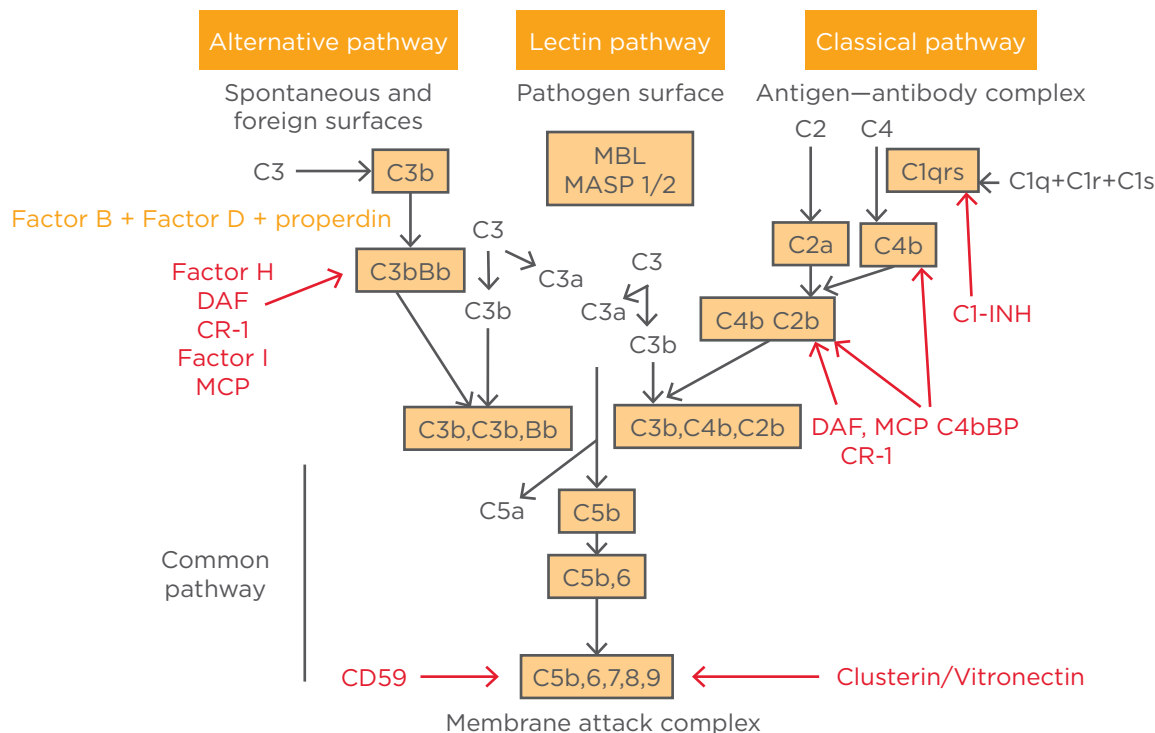 Alternative pathway
Lectin pathway
Classical pathway
Spontaneous and
foreign surfaces
Pathogen surface
Antigen—antibody complex
C2
C4
MBL
MASP 1/2
C3
C3b
C1qrs
C1q+C1r+C1s
Factor B + Factor D + properdin
C3
C2a
C4b
C3bBb
C3a
C3
Factor H
DAF
CR-1
Factor I
MCP
C3b
C3a
C4b C2b
C1-INH
C3b
C3b,C3b,Bb
C3b,C4b,C2b
DAF, MCP C4bBP
CR-1
C5a
C5b
Common
pathway
C5b,6
CD59
C5b,6,7,8,9
Clusterin/Vitronectin
Membrane attack complex